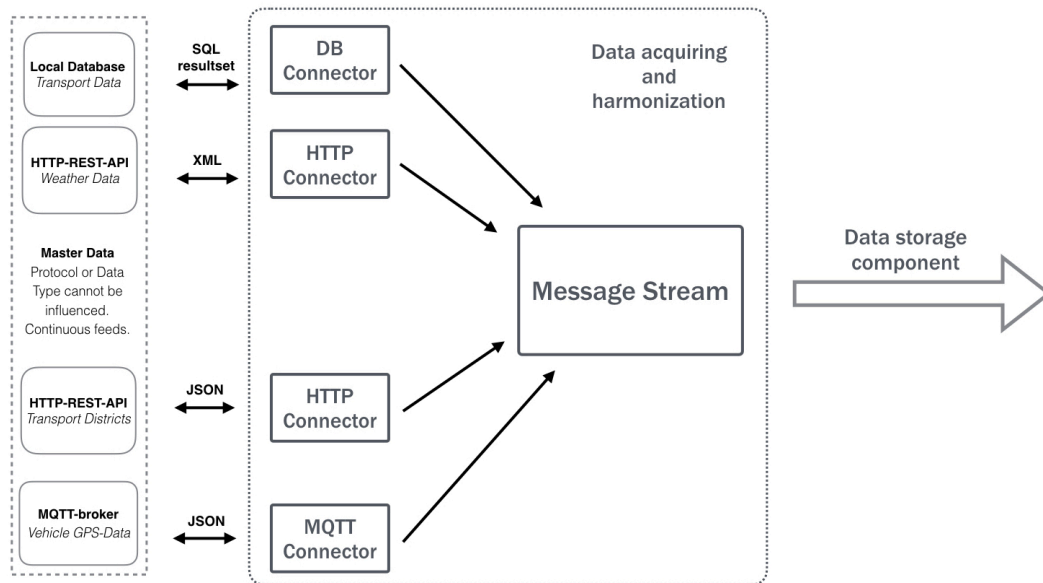 Local Database
Transport Data
SQL
resultset
DB
Connector
Data acquiring
and
harmonization
HTTP-REST-API
Weather Data
XML
HTTP
Connector
Master Data
Protocol or Data
Type cannot be
influenced.
Continuous feeds.
Message Stream
Data storage
component
HTTP-REST-API
Transport Districts
JSON
HTTP
Connector
MQTT-broker
Vehicle GPS-Data
JSON
MQTT
Connector